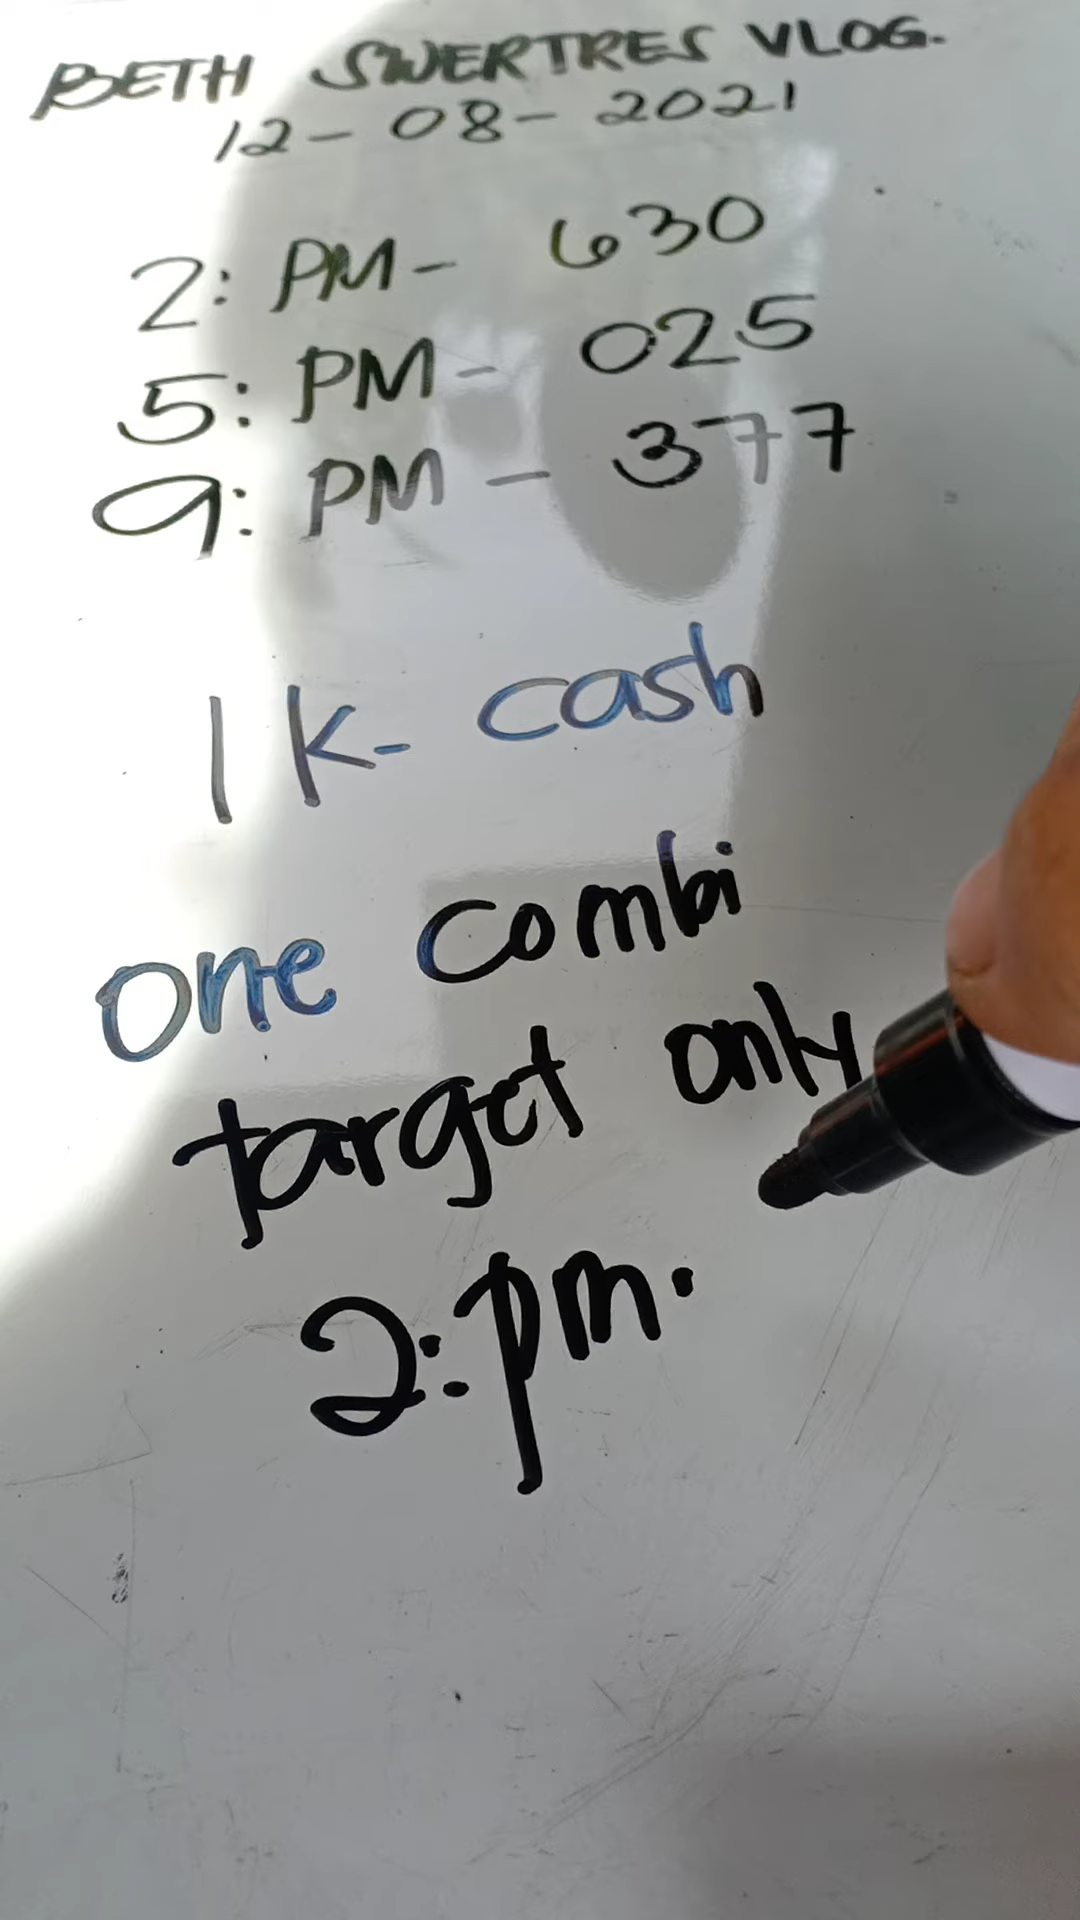 BETH SWERTRES VLOG.
12-08-2021
2: PM- 630
5: PM- 025
9: PM - 377
1K- cash
one combi
target only
2:pm.